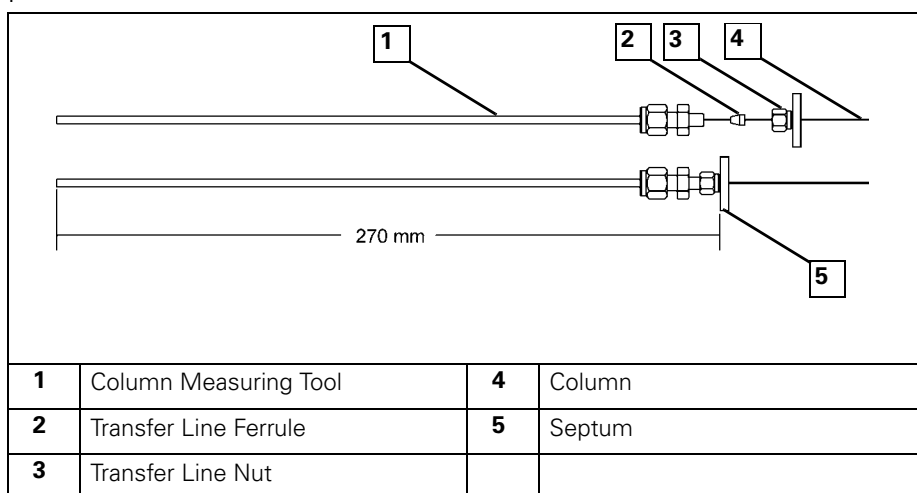 1 2 3 4
270 mm
5
1 Column Measuring Tool 4 Column
2 Transfer Line Ferrule 5 Septum
3 Transfer Line Nut